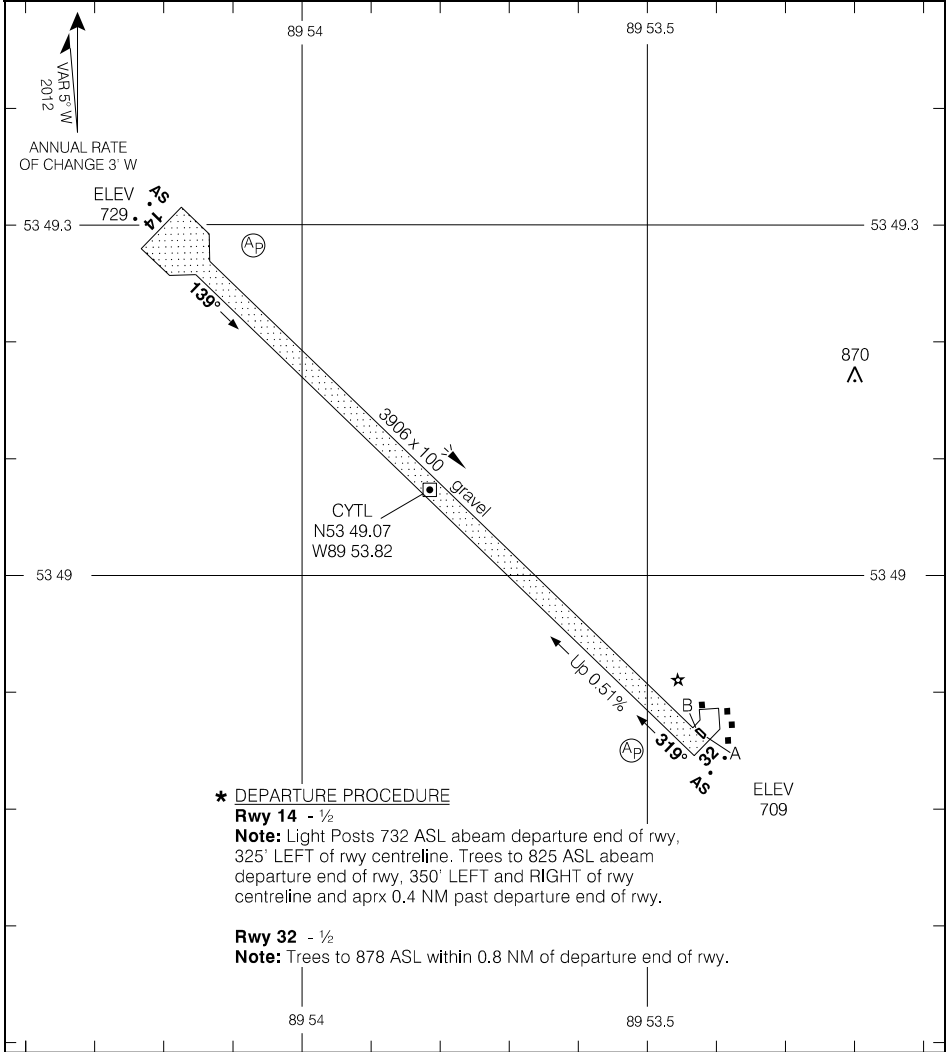 89 54
89 53.5
VAR 5° W
2012
ANNUAL RATE
OF CHANGE 3' W
ELEV
729
AS
14
53 49.3
53 49.3
AP
139°
870
3906 x 100
gravel
CYTL
N53 49.07
W89 53.82
53 49
53 49
Up 0.51%
B
A
319°
32
AS
AP
ELEV
709
* DEPARTURE PROCEDURE
Rwy 14 - ½
Note: Light Posts 732 ASL abeam departure end of rwy,
325' LEFT of rwy centreline. Trees to 825 ASL abeam
departure end of rwy, 350' LEFT and RIGHT of rwy
centreline and aprx 0.4 NM past departure end of rwy.
Rwy 32 - ½
Note: Trees to 878 ASL within 0.8 NM of departure end of rwy.
89 54
89 53.5